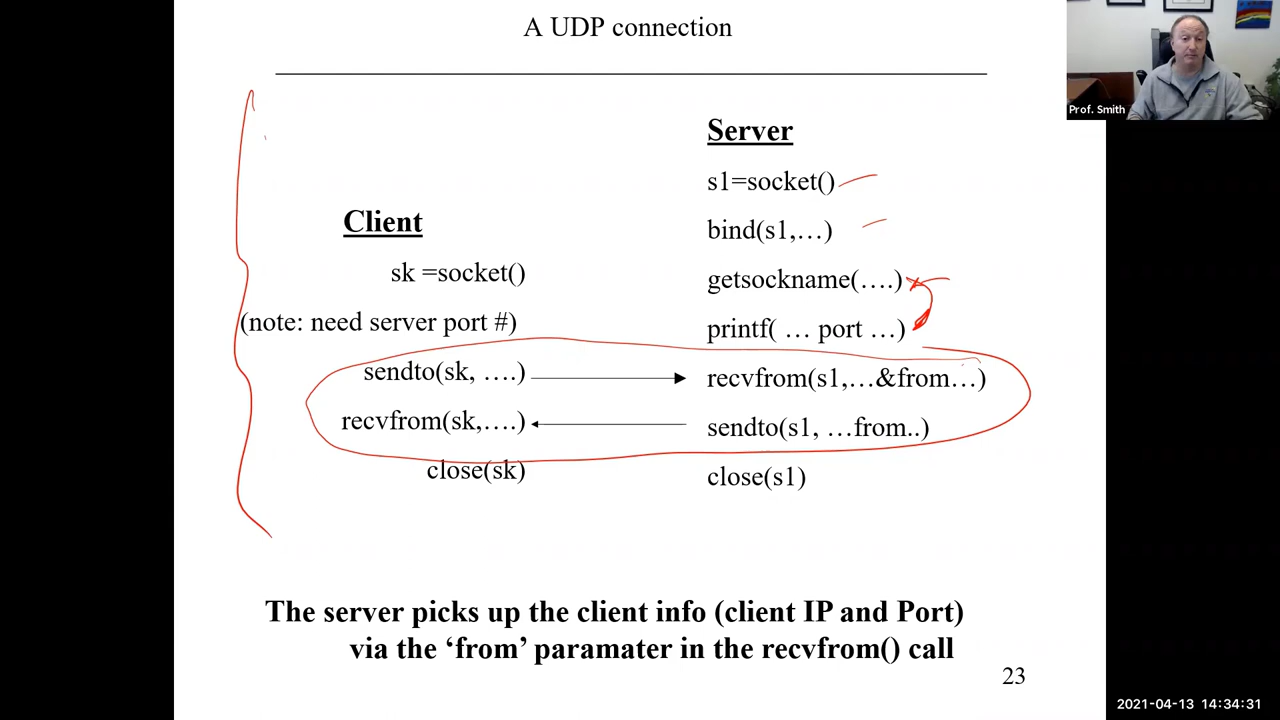 A UDP connection
Prof. Smith
Server
s1=socket()
bind(s1,…)
Client
sk =socket()
getsockname(….)
(note: need server port #)
printf( … port …)
sendto(sk, ….)
recvfrom(s1,…&from…)
recvfrom(sk,….)
sendto(s1, …from..)
close(sk)
close(s1)
The server picks up the client info (client IP and Port)
via the ‘from’ paramater in the recvfrom() call
23
2021-04-13 14:34:31